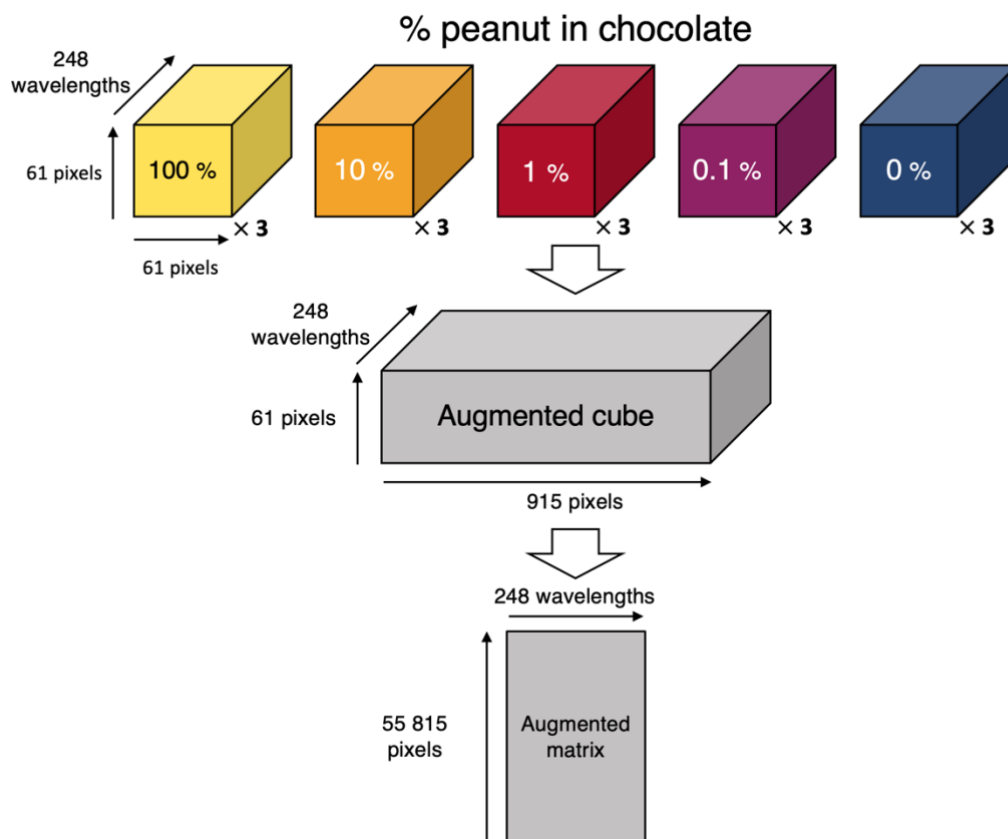 % peanut in chocolate
248
wavelengths
61 pixels
100 %
10 %
1 %
0.1 %
0 %
× 3
× 3
× 3
× 3
× 3
61 pixels
248
wavelengths
61 pixels
Augmented cube
915 pixels
248 wavelengths
55 815
pixels
Augmented
matrix